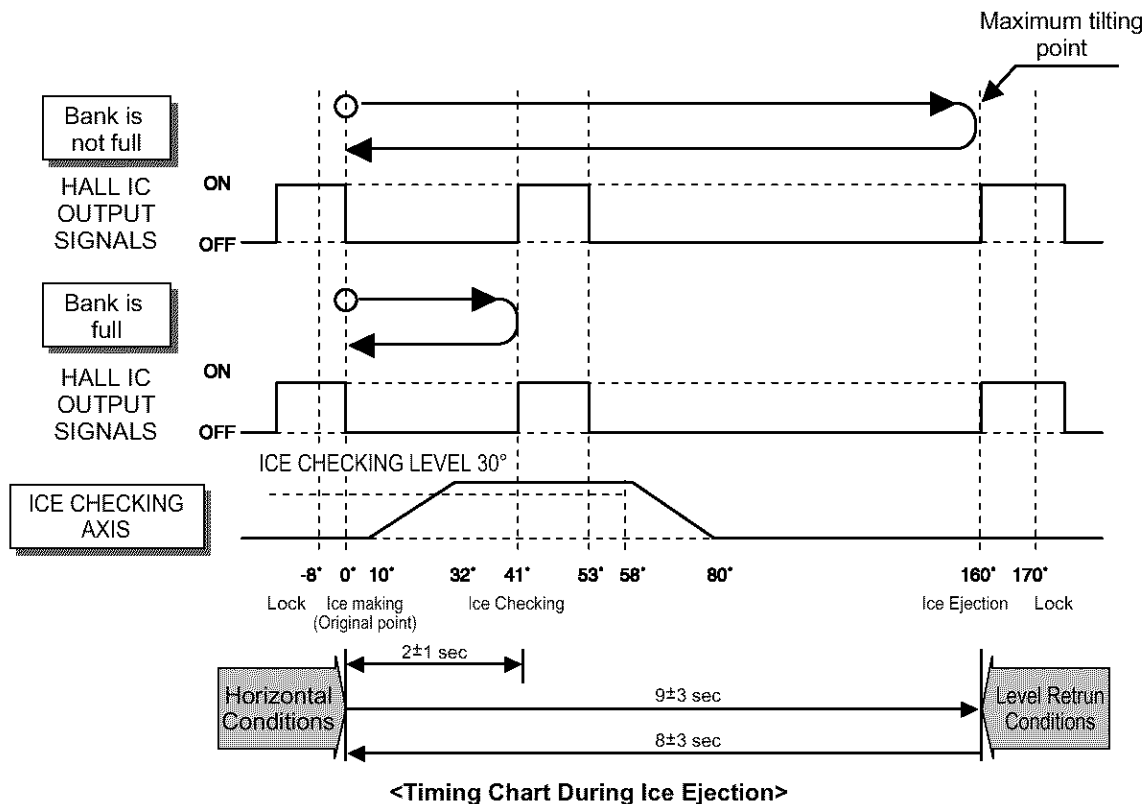 Maximum tilting
point
Bank is
not full
HALL IC
OUTPUT
SIGNALS
ON
OFF
Bank is
full
HALL IC
OUTPUT
SIGNALS
ON
OFF
ICE CHECKING LEVEL 30°
ICE CHECKING
AXIS
-8° 0° 10° 32° 41° 53° 58° 80° 160° 170°
Lock Ice making Ice Checking Ice Ejection Lock
(Original point)
2±1 sec
Horizontal
Conditions
9±3 sec
Level Retrun
Conditions
8±3 sec
<Timing Chart During Ice Ejection>